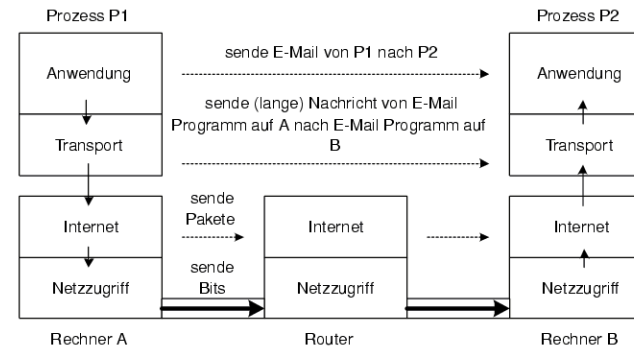 Prozess P1
Prozess P2
Anwendung
sende E-Mail von P1 nach P2
Anwendung
sende (lange) Nachricht von E-Mail
Programm auf A nach E-Mail Programm auf
B
Transport
Transport
Internet
sende
Pakete
Internet
Internet
Netzzugriff
sende
Bits
Netzzugriff
Netzzugriff
Rechner A
Router
Rechner B